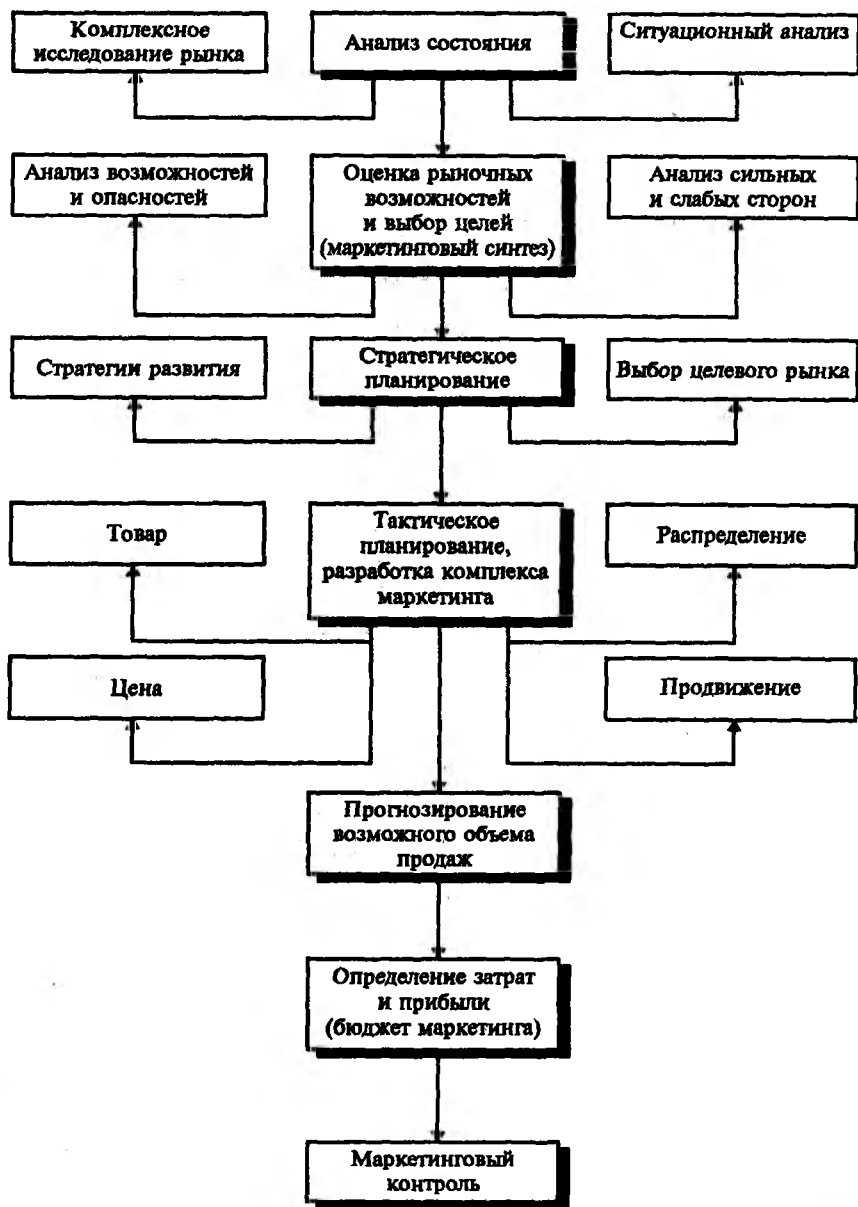 Комплексное
исследование рынка
Анализ состояния
Ситуационный анализ
Анализ возможностей
и опасностей
Оценка рыночных
возможностей
и выбор целей
(маркетинговый синтез)
Анализ сильных
и слабых сторон
Стратегии развития
Стратегическое
планирование
Выбор целевого рынка
Товар
Тактическое
планирование,
разработка комплекса
маркетинга
Распределение
Цена
Продвижение
Прогнозирование
возможного объема
продаж
Определение затрат
и прибыли
(бюджет маркетинга)
Маркетинговый
контроль